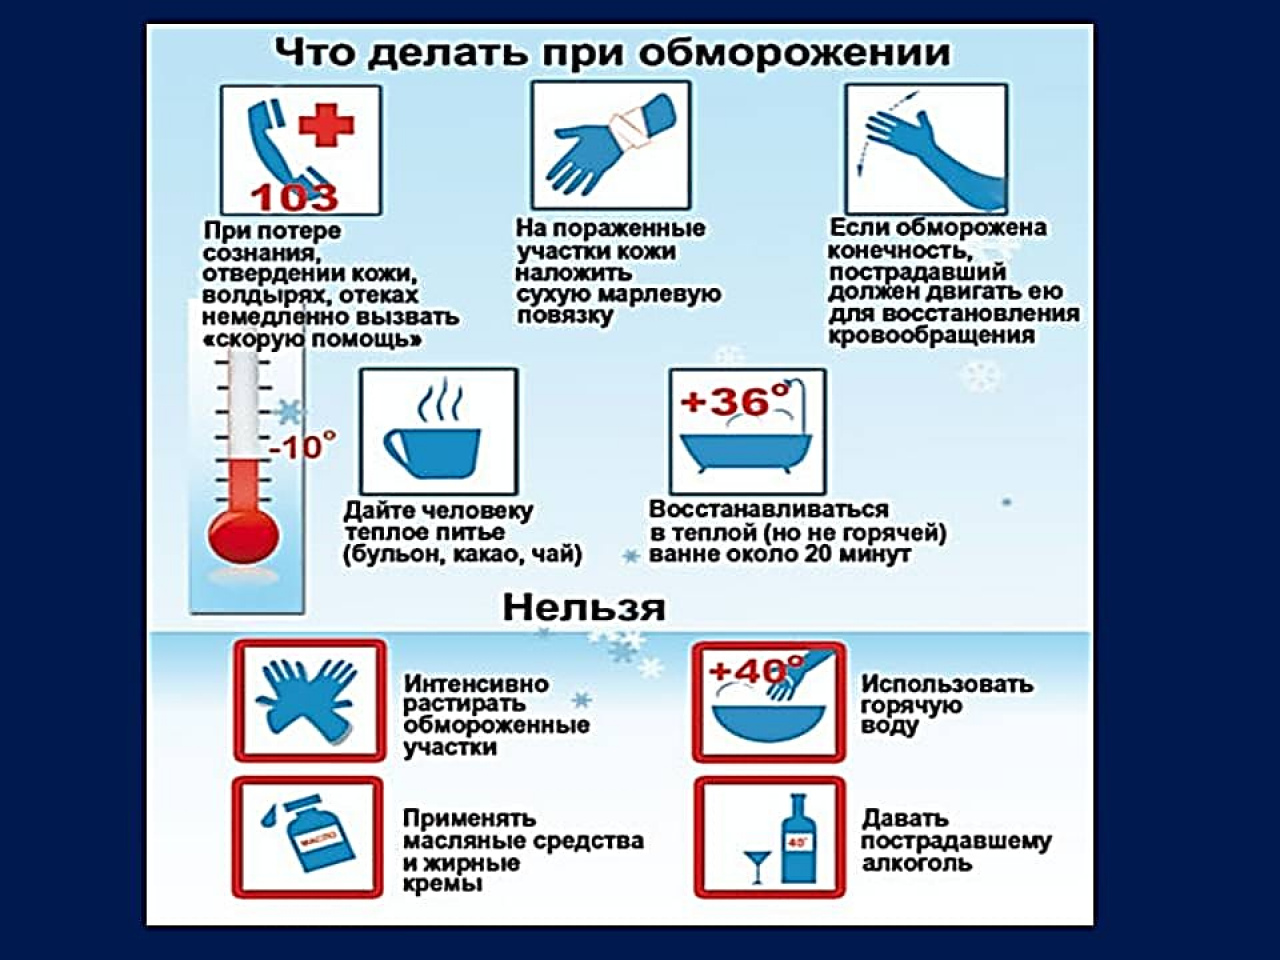 Что делать при обморожении
103
При потере
сознания,
отвердении кожи,
волдырях, отеках
немедленно вызвать
«скорую помощь»
На пораженные
участки кожи
наложить
сухую марлевую
повязку
Если обморожена
конечность,
пострадавший
должен двигать ею
для восстановления
кровообращения
-10°
Дайте человеку
теплое питье
(бульон, какао, чай)
+36°
Восстанавливаться
в теплой (но не горячей)
ванне около 20 минут
Нельзя
Интенсивно
растирать
обмороженные
участки
+40°
Использовать
горячую
воду
МАСЛО
Применять
масляные средства
и жирные
кремы
40°
Давать
пострадавшему
алкоголь